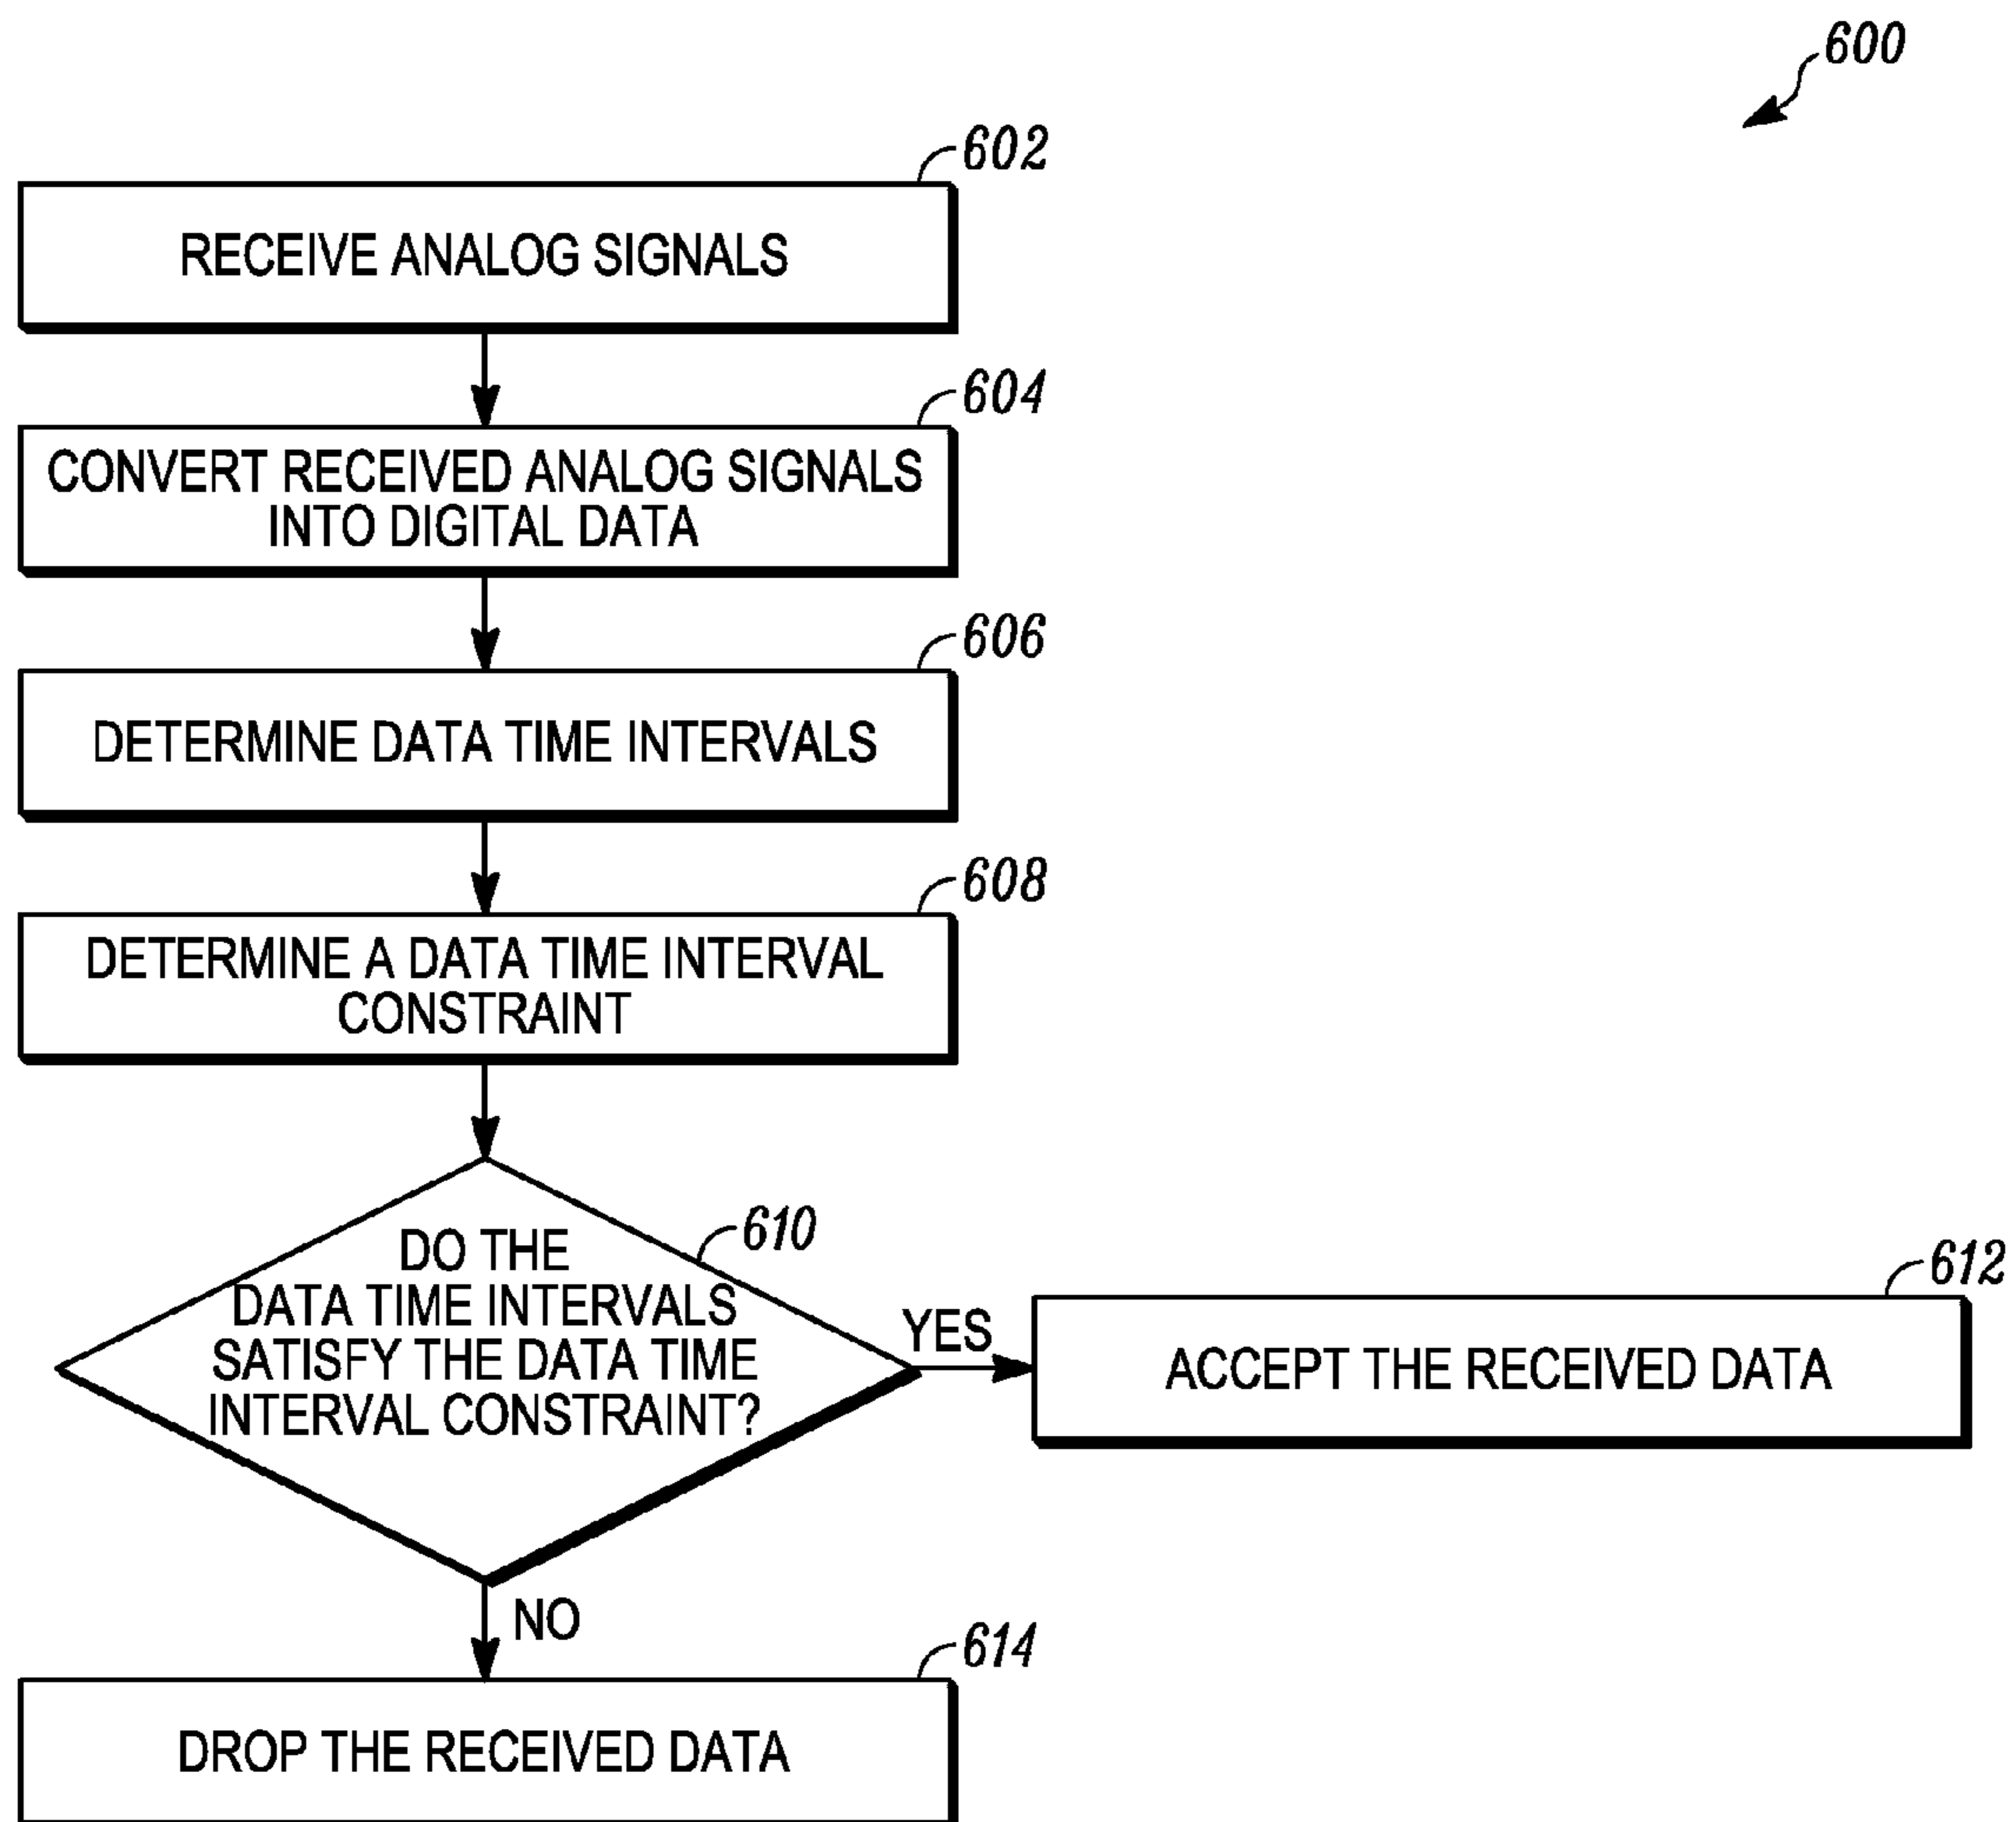 600
602
RECEIVE ANALOG SIGNALS
604
CONVERT RECEIVED ANALOG SIGNALS
INTO DIGITAL DATA
606
DETERMINE DATA TIME INTERVALS
608
DETERMINE A DATA TIME INTERVAL
CONSTRAINT
610
DO THE
DATA TIME INTERVALS
SATISFY THE DATA TIME
INTERVAL CONSTRAINT?
YES
612
ACCEPT THE RECEIVED DATA
NO
614
DROP THE RECEIVED DATA